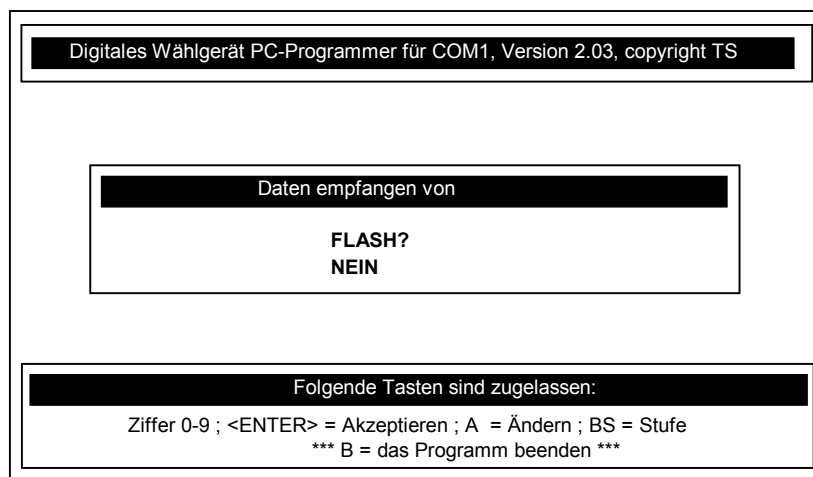 Digitales Wählgerät PC-Programmer für COM1, Version 2.03, copyright TS
Daten empfangen von
FLASH?
NEIN
Folgende Tasten sind zugelassen:
Ziffer 0-9 ; <ENTER> = Akzeptieren ; A = Ändern ; BS = Stufe
*** B = das Programm beenden ***